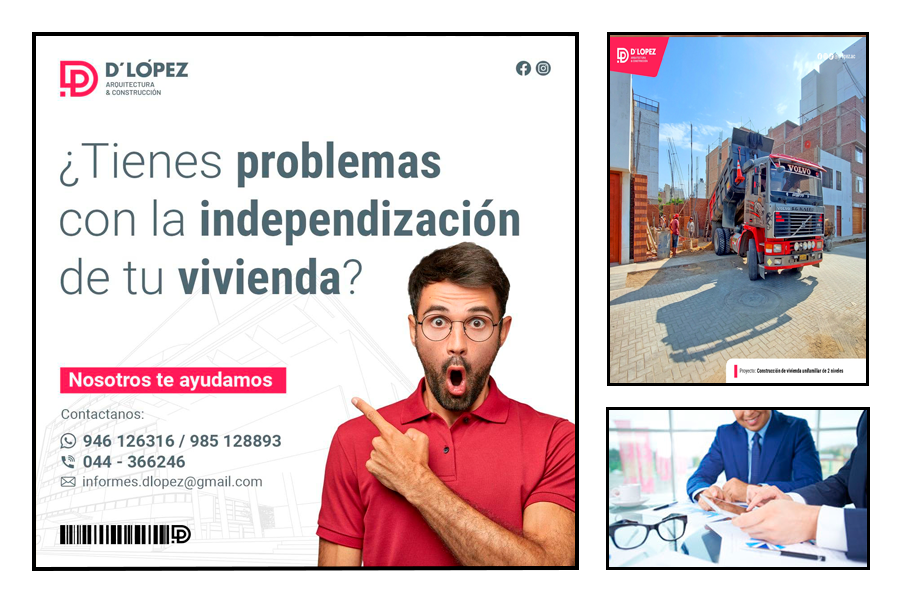 D´LÓPEZ
ARQUITECTURA
& CONSTRUCCIÓN
¿Tienes problemas
con la independización
de tu vivienda?
Nosotros te ayudamos
Contactanos:
946 126316 / 985 128893
044 - 366246
informes.dlopez@gmail.com
D´LÓPEZ
ARQUITECTURA
& CONSTRUCCIÓN
VOLVO
Proyecto: Construcción de vivienda unifamiliar de 2 niveles